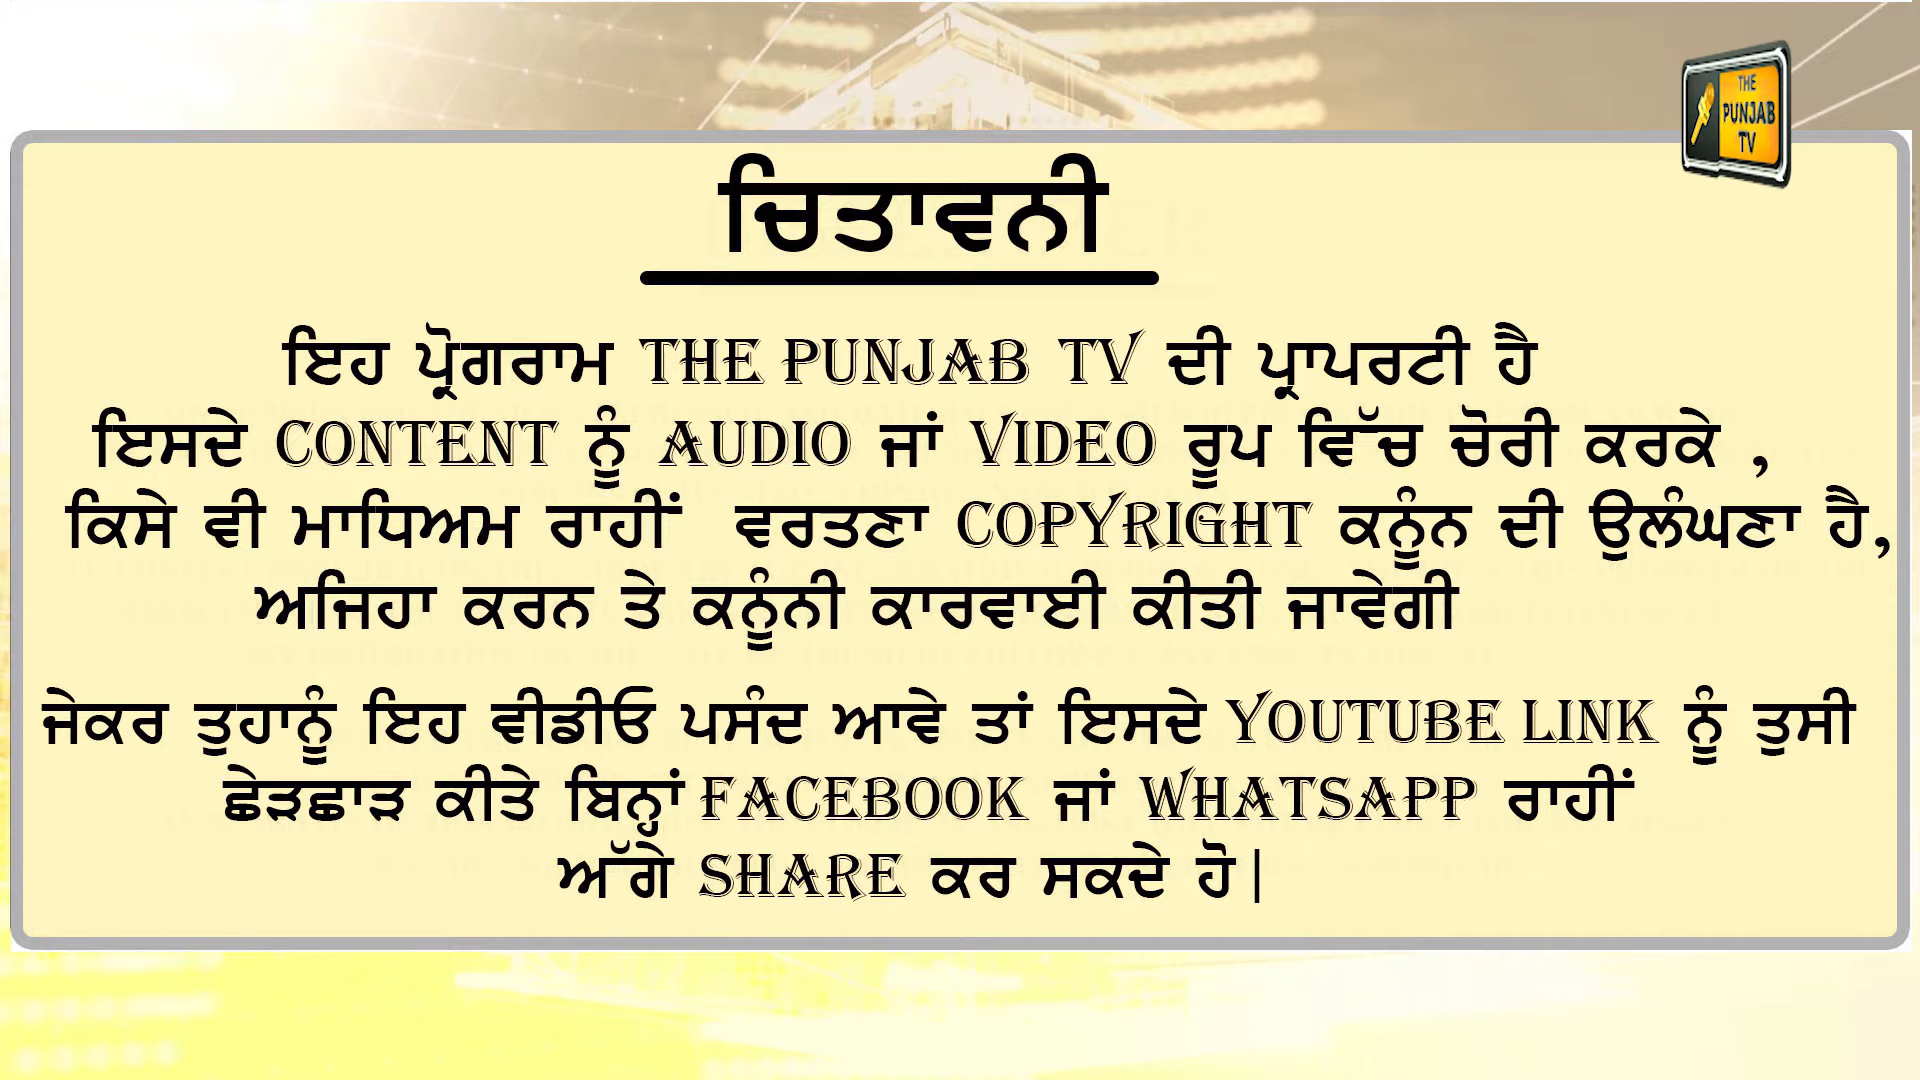 THE
PUNJAB
TV
ਚਿਤਾਵਨੀ
ਇਹ ਪ੍ਰੋਗਰਾਮ THE PUNJAB TV ਦੀ ਪ੍ਰਾਪਰਟੀ ਹੈ
ਇਸਦੇ CONTENT ਨੂੰ AUDIO ਜਾਂ VIDEO ਰੂਪ ਵਿੱਚ ਚੋਰੀ ਕਰਕੇ ,
ਕਿਸੇ ਵੀ ਮਾਧਿਅਮ ਰਾਹੀਂ ਵਰਤਣਾ COPYRIGHT ਕਨੂੰਨ ਦੀ ਉਲੰਘਣਾ ਹੈ,
ਅਜਿਹਾ ਕਰਨ ਤੇ ਕਨੂੰਨੀ ਕਾਰਵਾਈ ਕੀਤੀ ਜਾਵੇਗੀ
ਜੇਕਰ ਤੁਹਾਨੂੰ ਇਹ ਵੀਡੀਓ ਪਸੰਦ ਆਵੇ ਤਾਂ ਇਸਦੇ YOUTUBE LINK ਨੂੰ ਤੁਸੀ
ਛੇੜਛਾੜ ਕੀਤੇ ਬਿਨ੍ਹਾਂ FACEBOOK ਜਾਂ WHATSAPP ਰਾਹੀਂ
ਅੱਗੇ SHARE ਕਰ ਸਕਦੇ ਹੋ|